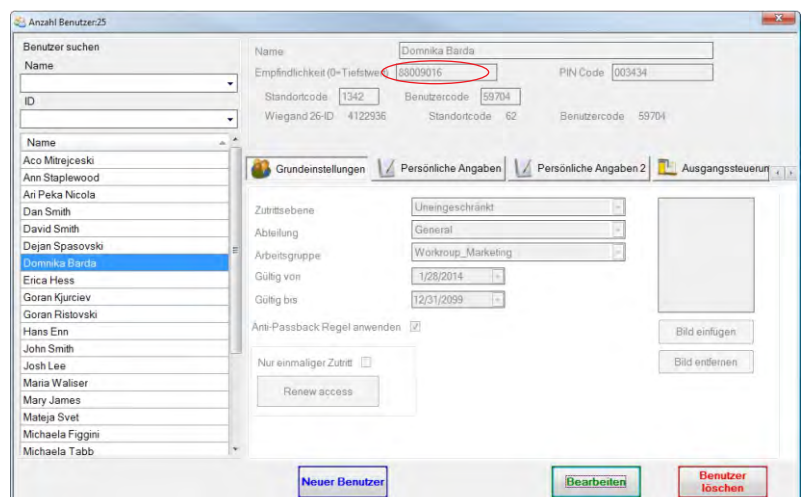 Anzahl Benutzer:25
Benutzer suchen
Name
ID
Name
Aco Mitrejceski
Ann Staplewood
Ari Peka Nicola
Dan Smith
David Smith
Dejan Spasovski
Domnika Barda
Erica Hess
Goran Kjurciev
Goran Ristovski
Hans Enn
John Smith
Josh Lee
Maria Waliser
Mary James
Mateja Svet
Michaela Figgini
Michaela Tabb
Name Domnika Barda
Empfindlichkeit (0=Tiefstwert) 88009016 PIN Code 003434
Standortcode 1342 Benutzercode 59704
Wiegand 26-ID 4122936 Standortcode 62 Benutzercode 59704
Grundeinstellungen Persönliche Angaben Persönliche Angaben 2 Ausgangssteuerun
Zutrittsebene Uneingeschränkt
Abteilung General
Arbeitsgruppe Workroup_Marketing
Gültig von 1/28/2014
Gültig bis 12/31/2099
Anti-Passback Regel anwenden
Nur einmaliger Zutritt
Renew access
Bild einfügen
Bild entfernen
Neuer Benutzer Bearbeiten Benutzer
löschen